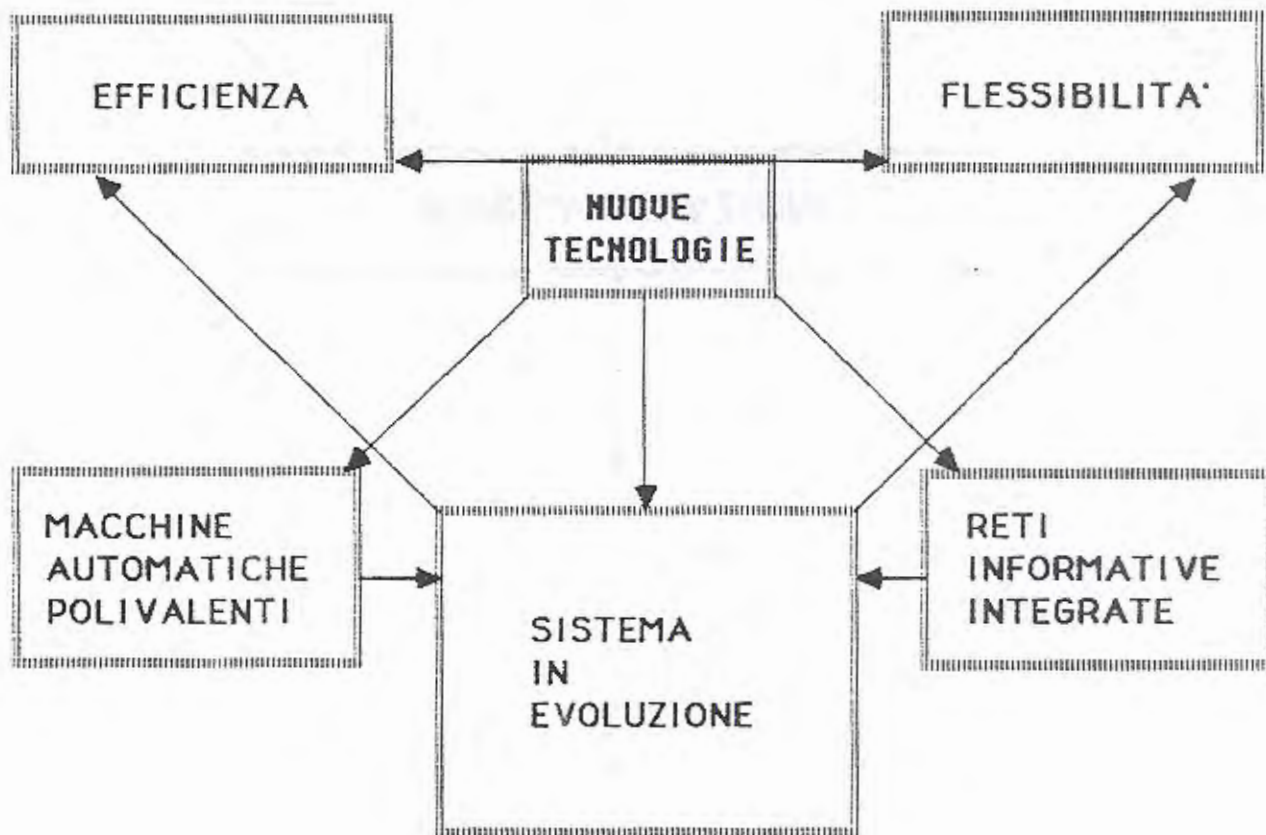 EFFICIENZA
FLESSIBILITA'
NUOVE
TECNOLOGIE
MACCHINE
AUTOMATICHE
POLIVALENTI
SISTEMA
IN
EVOLUZIONE
RETI
INFORMATIVE
INTEGRATE